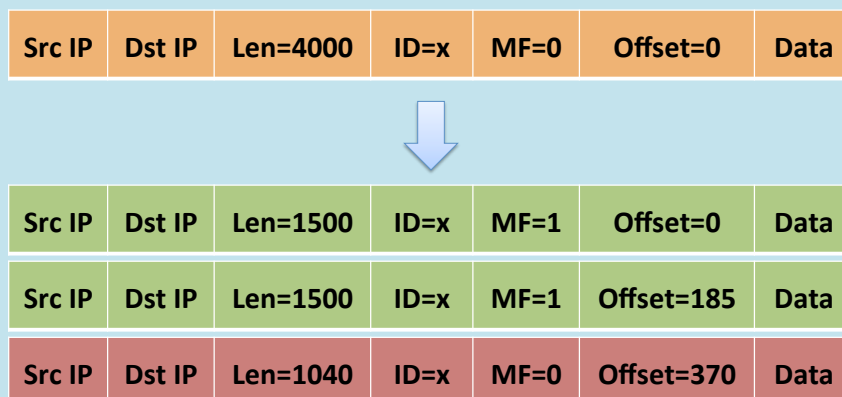 Src IP Dst IP Len=4000 ID=x MF=0 Offset=0 Data
Src IP Dst IP Len=1500 ID=x MF=1 Offset=0 Data
Src IP Dst IP Len=1500 ID=x MF=1 Offset=185 Data
Src IP Dst IP Len=1040 ID=x MF=0 Offset=370 Data